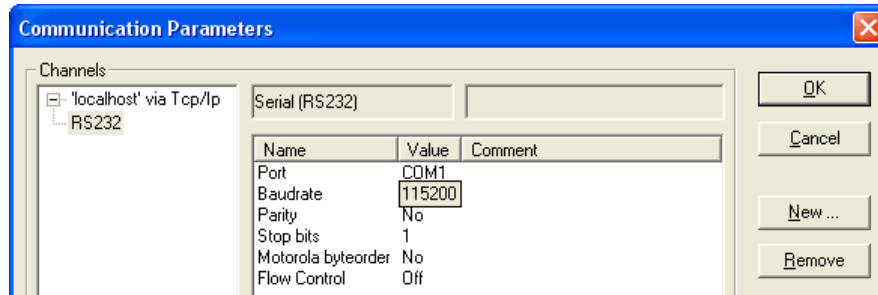 Communication Parameters
Channels
'localhost' via Tcp/Ip
RS232
Serial (RS232)
Name Value Comment
Port COM1
Baudrate 115200
Parity No
Stop bits 1
Motorola byteorder No
Flow Control Off
OK
Cancel
New ...
Remove